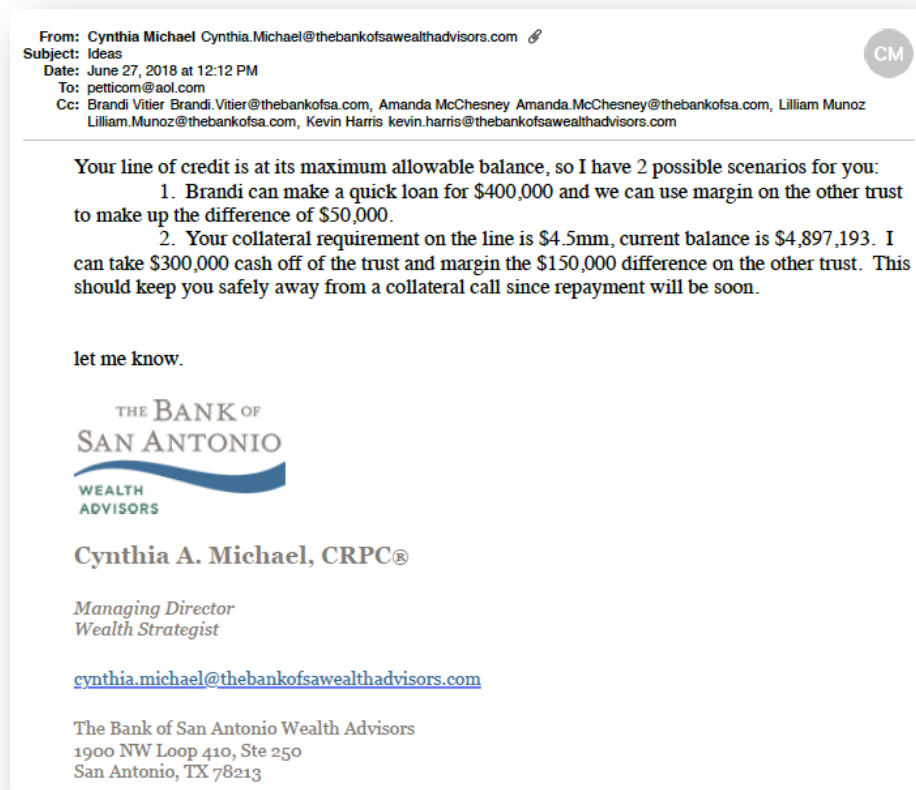 From: Cynthia Michael Cynthia.Michael@thebankofsawealthadvisors.com
CM
Subject: Ideas
Date: June 27, 2018 at 12:12 PM
To: petticom@aol.com
Cc: Brandi Vitier Brandi.Vitier@thebankofsa.com, Amanda McChesney Amanda.McChesney@thebankofsa.com, Lilliam Munoz
Lilliam.Munoz@thebankofsa.com, Kevin Harris kevin.harris@thebankofsawealthadvisors.com
Your line of credit is at its maximum allowable balance, so I have 2 possible scenarios for you:
1. Brandi can make a quick loan for $400,000 and we can use margin on the other trust
to make up the difference of $50,000.
2. Your collateral requirement on the line is $4.5mm, current balance is $4,897,193. I
can take $300,000 cash off of the trust and margin the $150,000 difference on the other trust. This
should keep you safely away from a collateral call since repayment will be soon.
let me know.
THE BANK OF
SAN ANTONIO
WEALTH
ADVISORS
Cynthia A. Michael, CRPC®
Managing Director
Wealth Strategist
cynthia.michael@thebankofsawealthadvisors.com
The Bank of San Antonio Wealth Advisors
1900 NW Loop 410, Ste 250
San Antonio, TX 78213